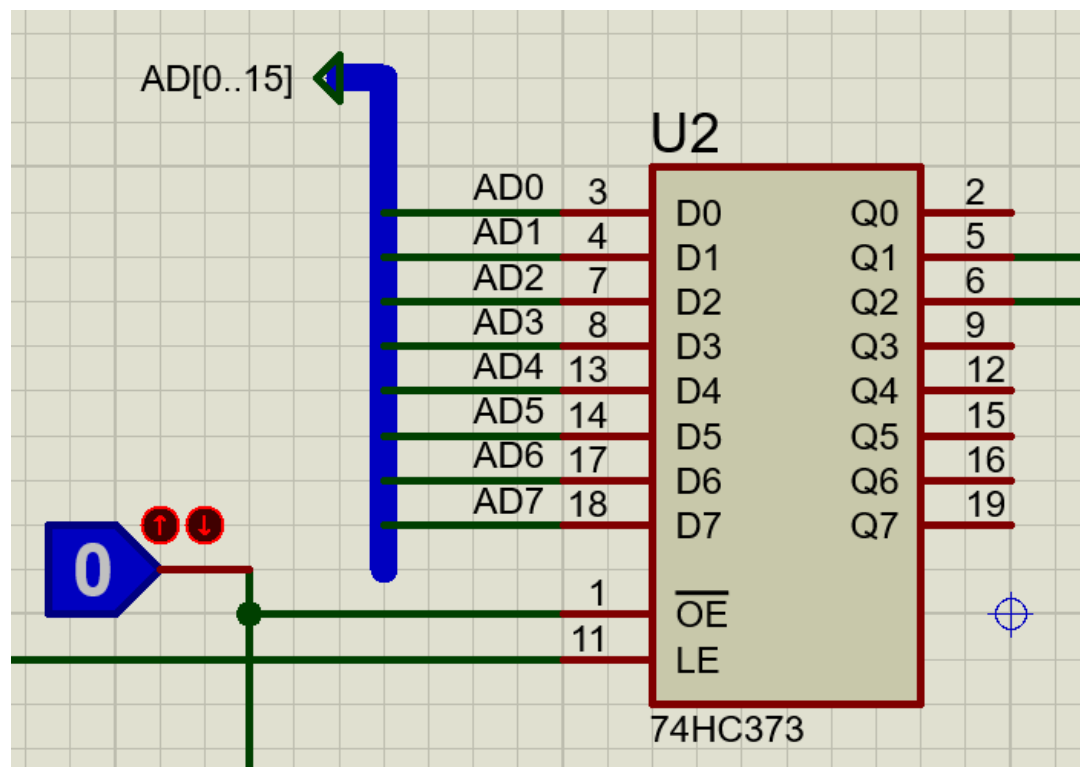 AD[0..15]
U2
AD0 3 D0 Q0 2
AD1 4 D1 Q1 5
AD2 7 D2 Q2 6
AD3 8 D3 Q3 9
AD4 13 D4 Q4 12
AD5 14 D5 Q5 15
AD6 17 D6 Q6 16
AD7 18 D7 Q7 19
0
1 OE
11 LE
74HC373